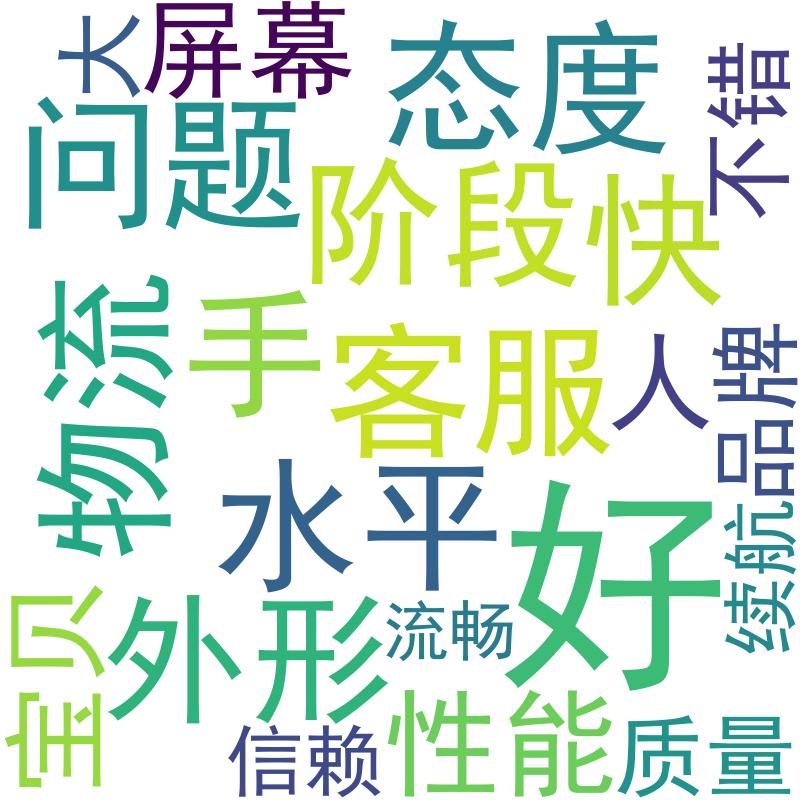 大
屏幕
态度
不错
问题
阶段
快
物流
手
客服
人
品牌
水平
好
续航
宝贝
外形
流畅
信赖
性能
质量